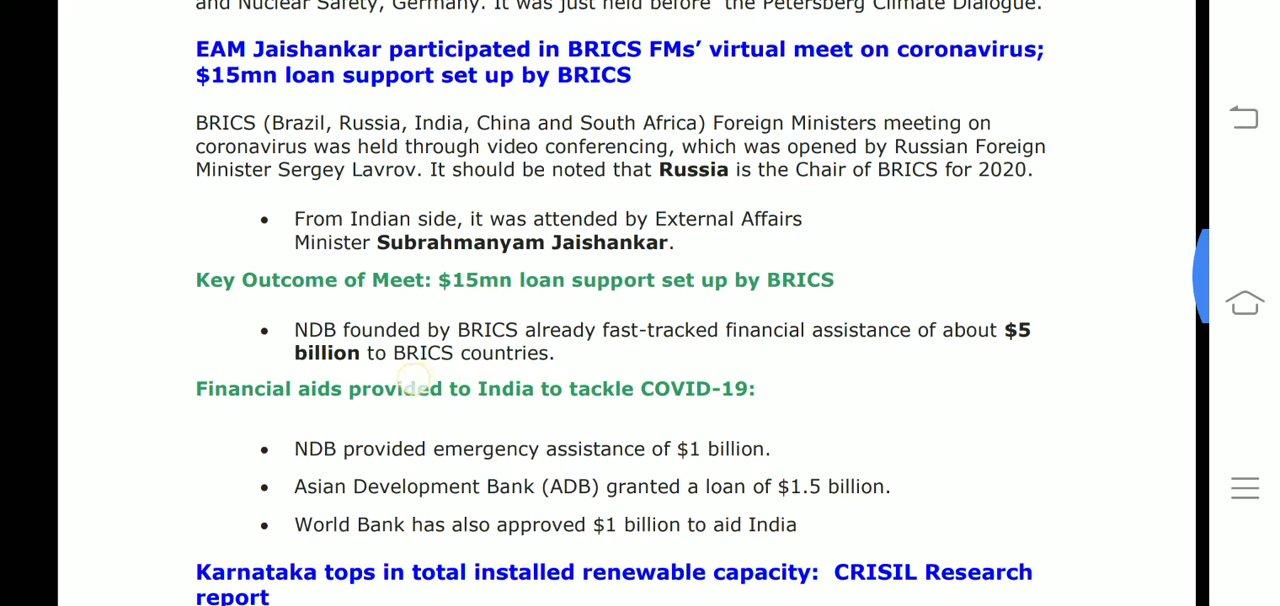 and Nuclear Safety, Germany. It was just held before the Petersberg Climate Dialogue.
EAM Jaishankar participated in BRICS FMs' virtual meet on coronavirus;
$15mn loan support set up by BRICS
BRICS (Brazil, Russia, India, China and South Africa) Foreign Ministers meeting on
coronavirus was held through video conferencing, which was opened by Russian Foreign
Minister Sergey Lavrov. It should be noted that Russia is the Chair of BRICS for 2020.
• From Indian side, it was attended by External Affairs
Minister Subrahmanyam Jaishankar.
Key Outcome of Meet: $15mn loan support set up by BRICS
• NDB founded by BRICS already fast-tracked financial assistance of about $5
billion to BRICS countries.
Financial aids provided to India to tackle COVID-19:
• NDB provided emergency assistance of $1 billion.
• Asian Development Bank (ADB) granted a loan of $1.5 billion.
• World Bank has also approved $1 billion to aid India
Karnataka tops in total installed renewable capacity: CRISIL Research
report